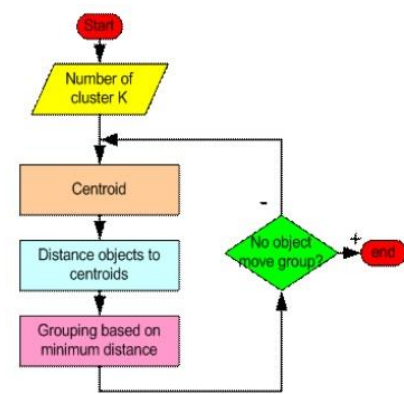 Start
Number of
cluster K
Centroid
-
Distance objects to
centroids
No object
move group?
+
end
Grouping based on
minimum distance